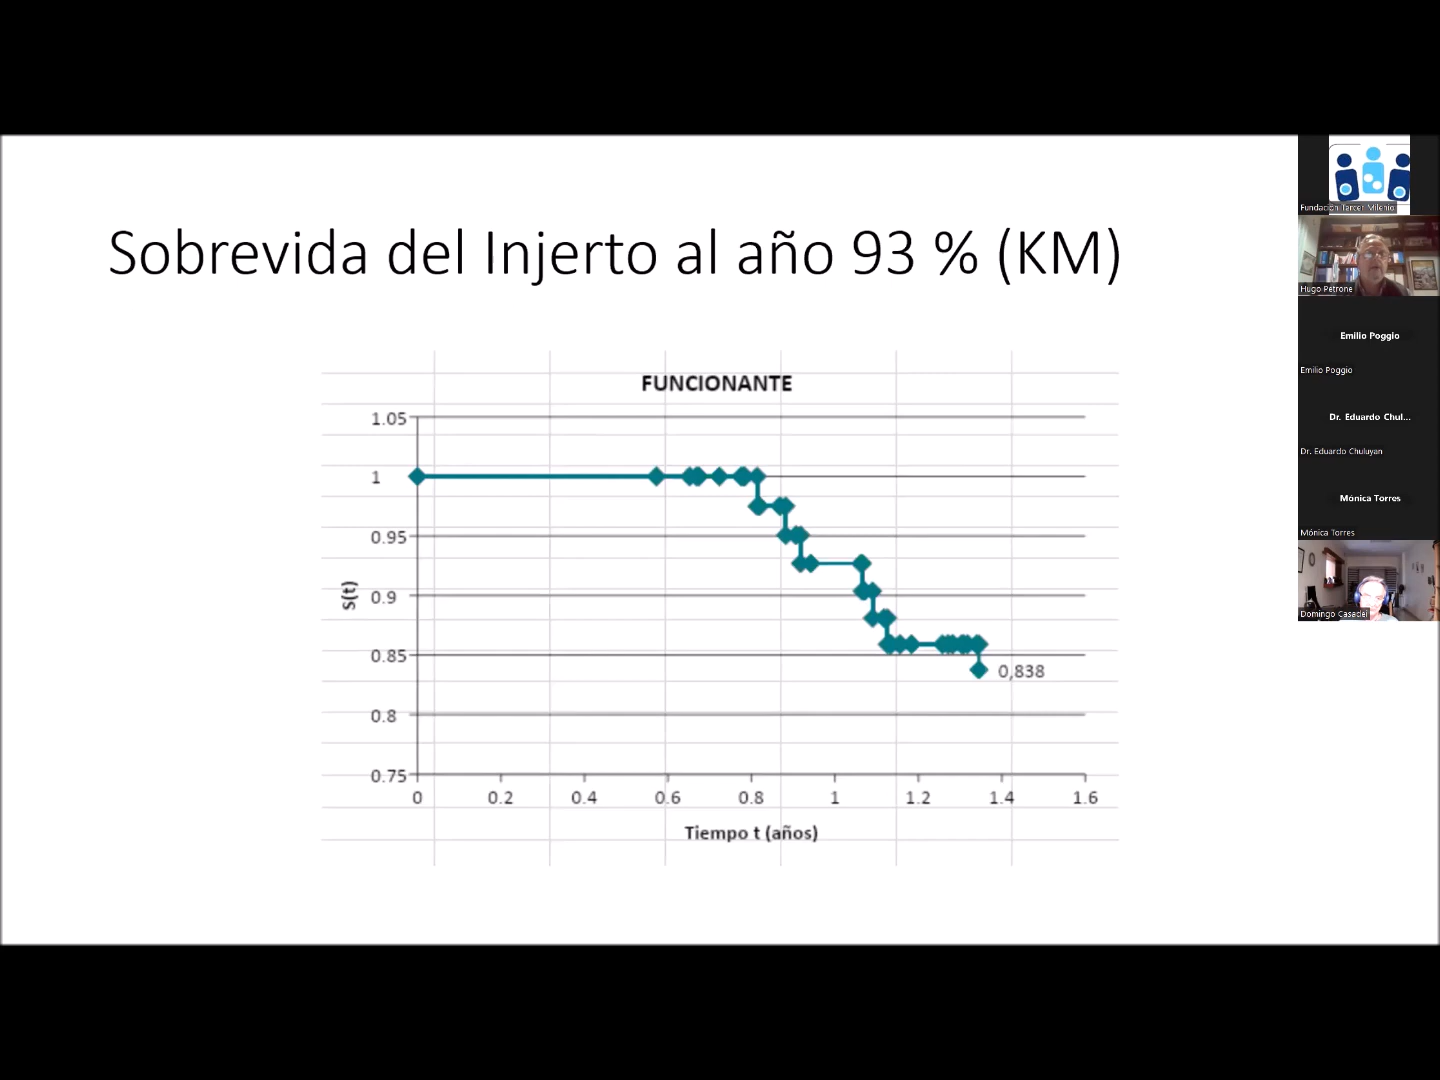 Sobrevida del Injerto al año 93 % (KM)
FUNCIONANTE
1.05
1
0.95
0.9
0.85
0.8
0.75
S(t)
0,838
0 0.2 0.4 0.6 0.8 1 1.2 1.4 1.6
Tiempo t (años)
Fundación Tercer Milenio
Hugo Petrone
Emilio Poggio
Emilio Poggio
Dr. Eduardo Chul...
Dr. Eduardo Chuluyan
Mónica Torres
Mónica Torres
Domingo Casadei